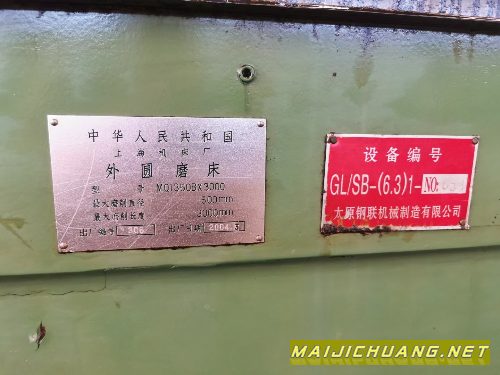 中华人民共和国
上海机床厂
外圆磨床
型 号 MQ1350B×3000
最大磨削直径 500mm
最大磨削长度 3000mm
出厂编号
出厂日期 2004.3
设备编号
GL/SB-(6.3)1-NO:
太原钢联机械制造有限公司
MAIJICHUANG.NET